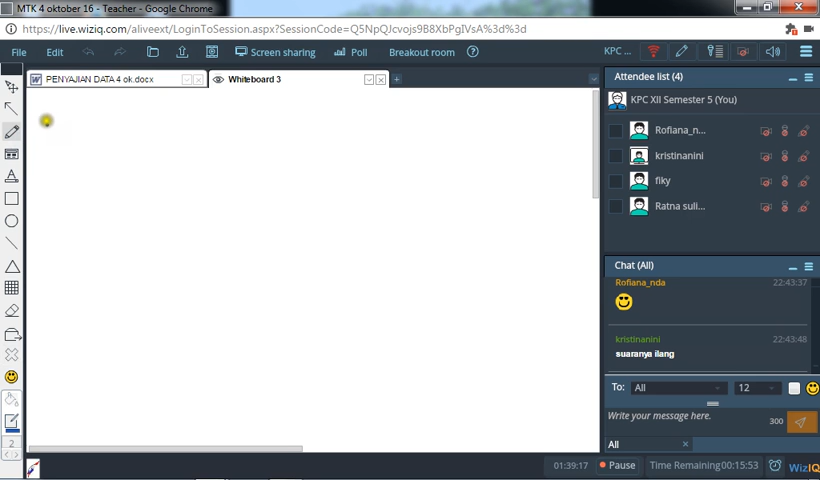 MTK 4 oktober 16 - Teacher - Google Chrome
https://live.wiziq.com/aliveext/LoginToSession.aspx?SessionCode=Q5NpQJcvojs9B8XbPgIVsA%3d%3d
File Edit Screen sharing Poll Breakout room KPC ...
PENYAJIAN DATA 4 ok.docx Whiteboard 3
Attendee list (4)
KPC XII Semester 5 (You)
Rofiana_n...
kristinanini
fiky
Ratna suli...
Chat (All)
Rofiana_nda 22:43:37
kristinanini 22:43:48
suaranya ilang
To: All 12
Write your message here. 300
All
2
01:39:17 Pause Time Remaining00:15:53 WizIQ